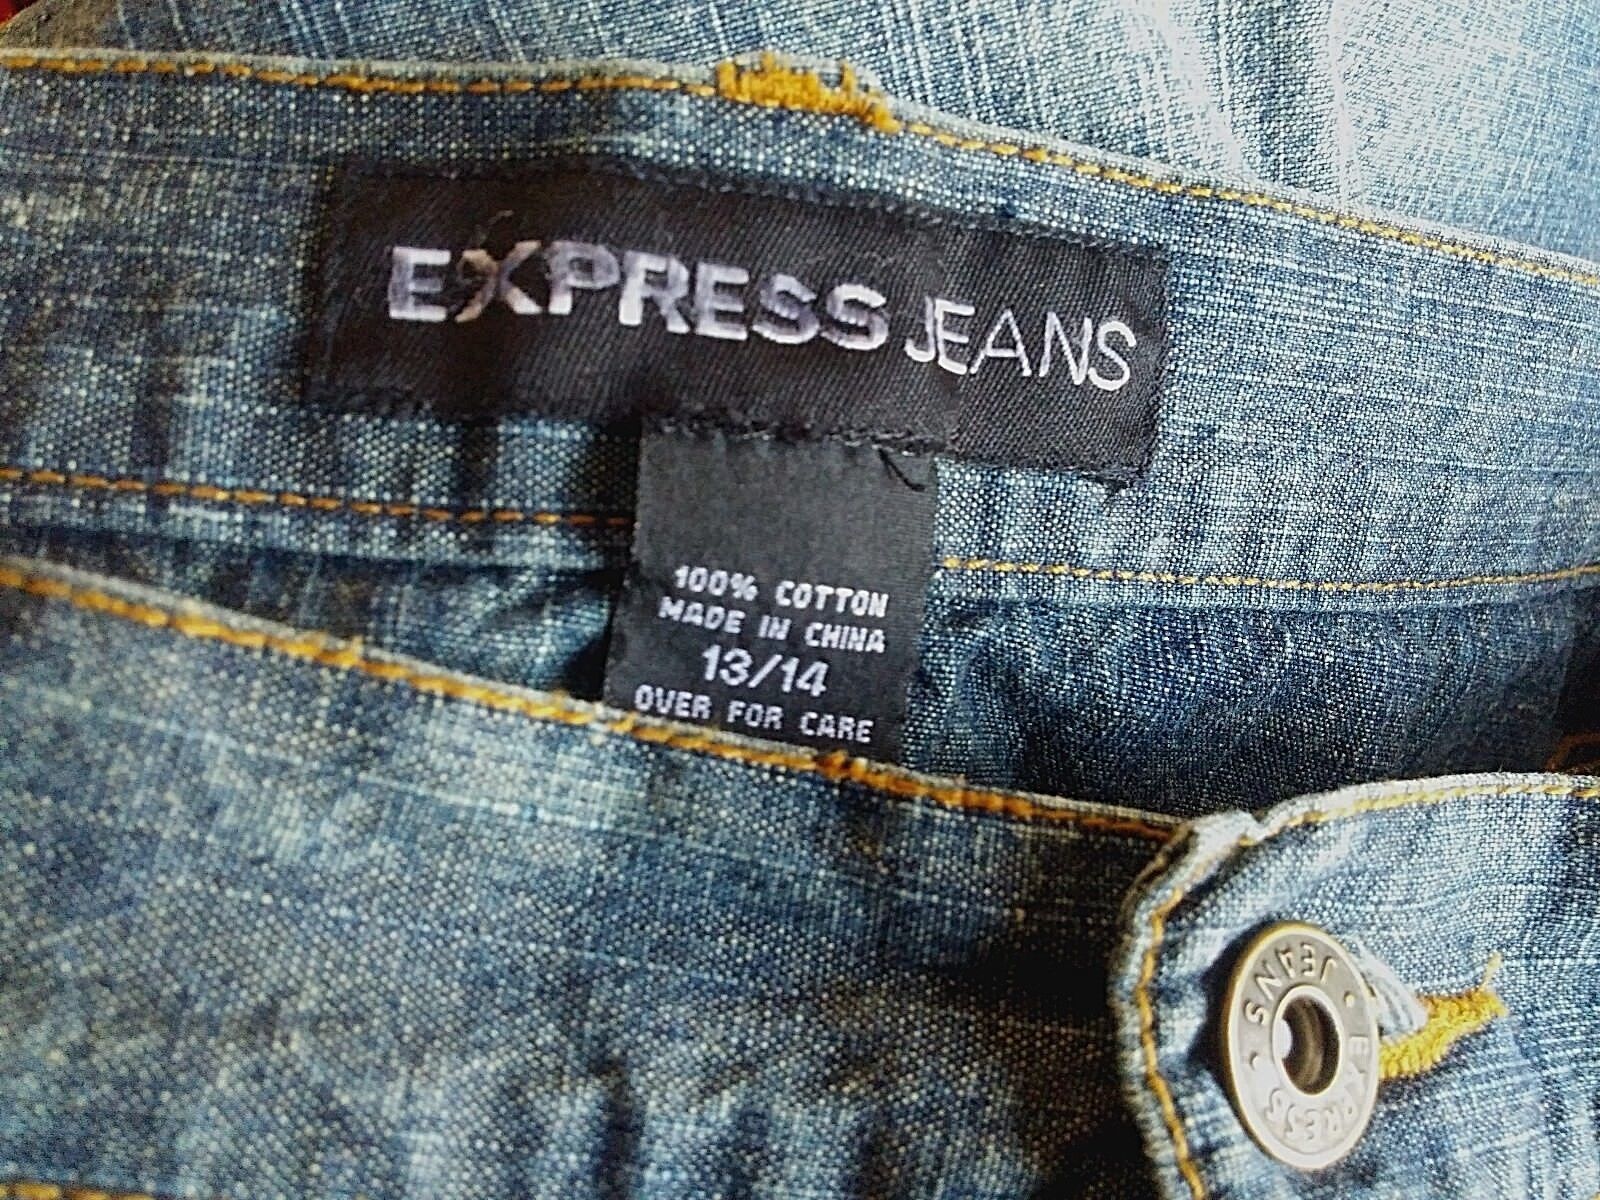 EXPRESS JEANS
100% COTTON
MADE IN CHINA
13/14
OVER FOR CARE
EXPRESS • JEANS •